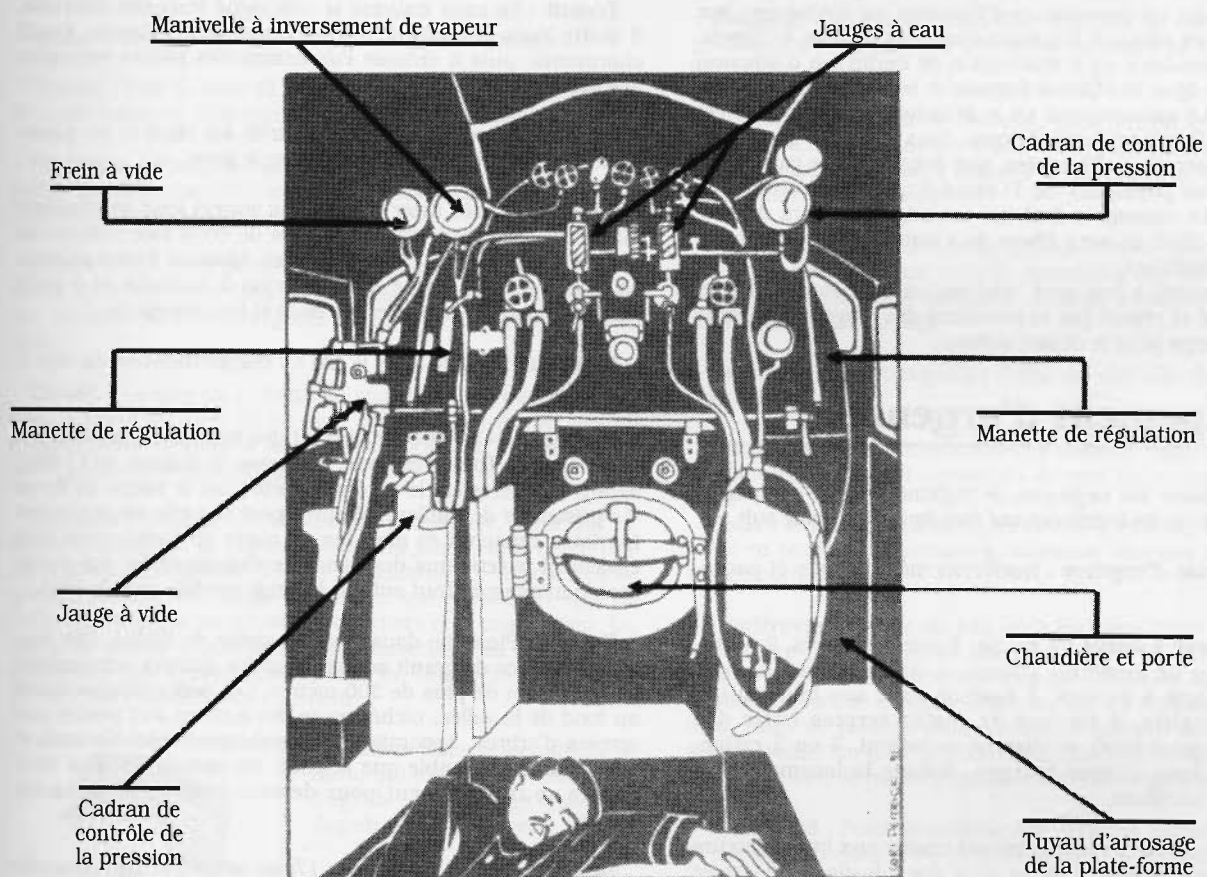 Manivelle à inversement de vapeur
Jauges à eau
Frein à vide
Cadran de contrôle
de la pression
Manette de régulation
Manette de régulation
Jauge à vide
Chaudière et porte
Cadran de
contrôle de
la pression
Tuyau d'arrosage
de la plate-forme